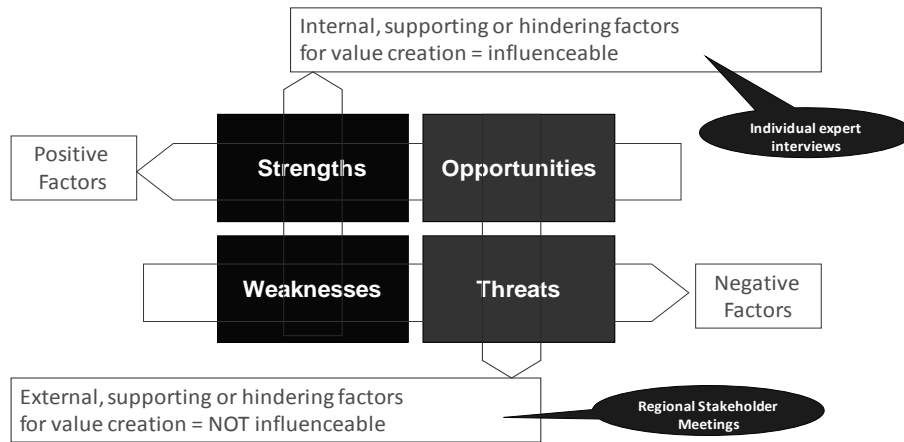 Internal, supporting or hindering factors
for value creation = influenceable
Individual expert
interviews
Positive
Factors
Strengths
Opportunities
Weaknesses
Threats
Negative
Factors
External, supporting or hindering factors
for value creation = NOT influenceable
Regional Stakeholder
Meetings